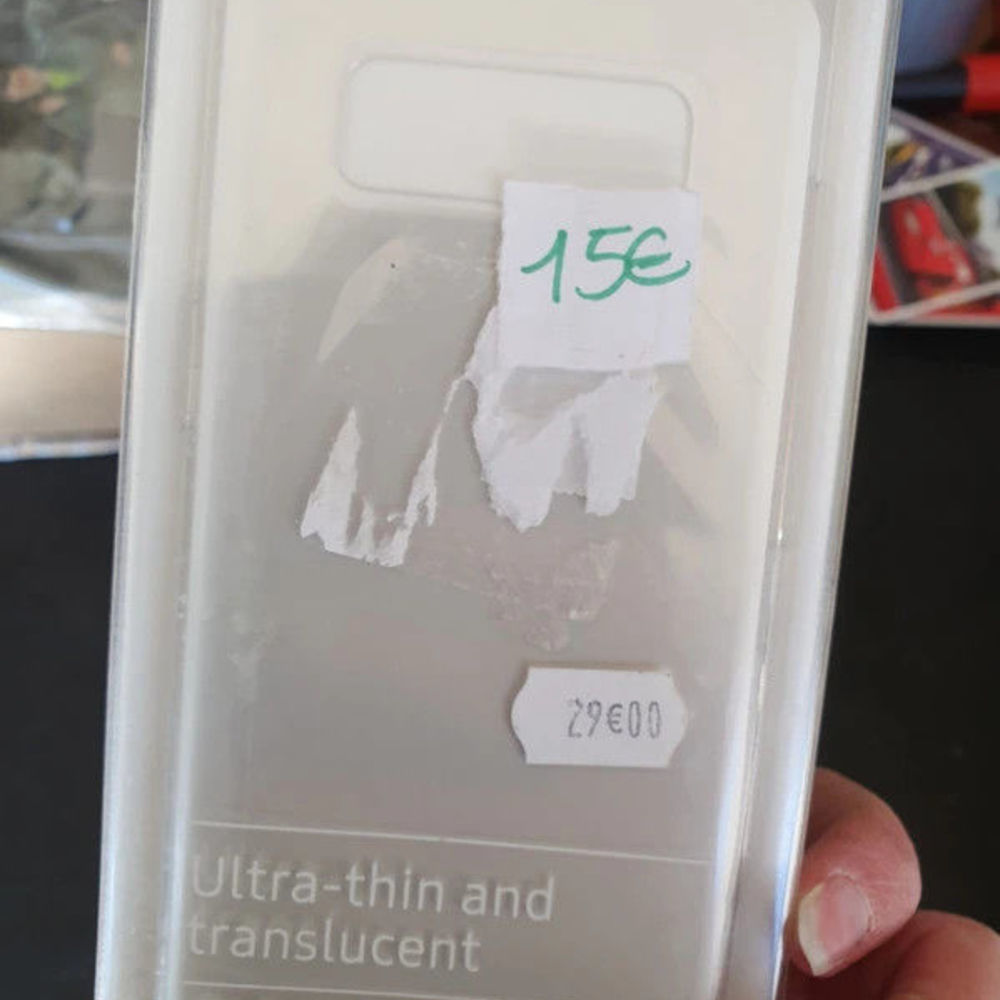 15€
29€00
Ultra-thin and
translucent